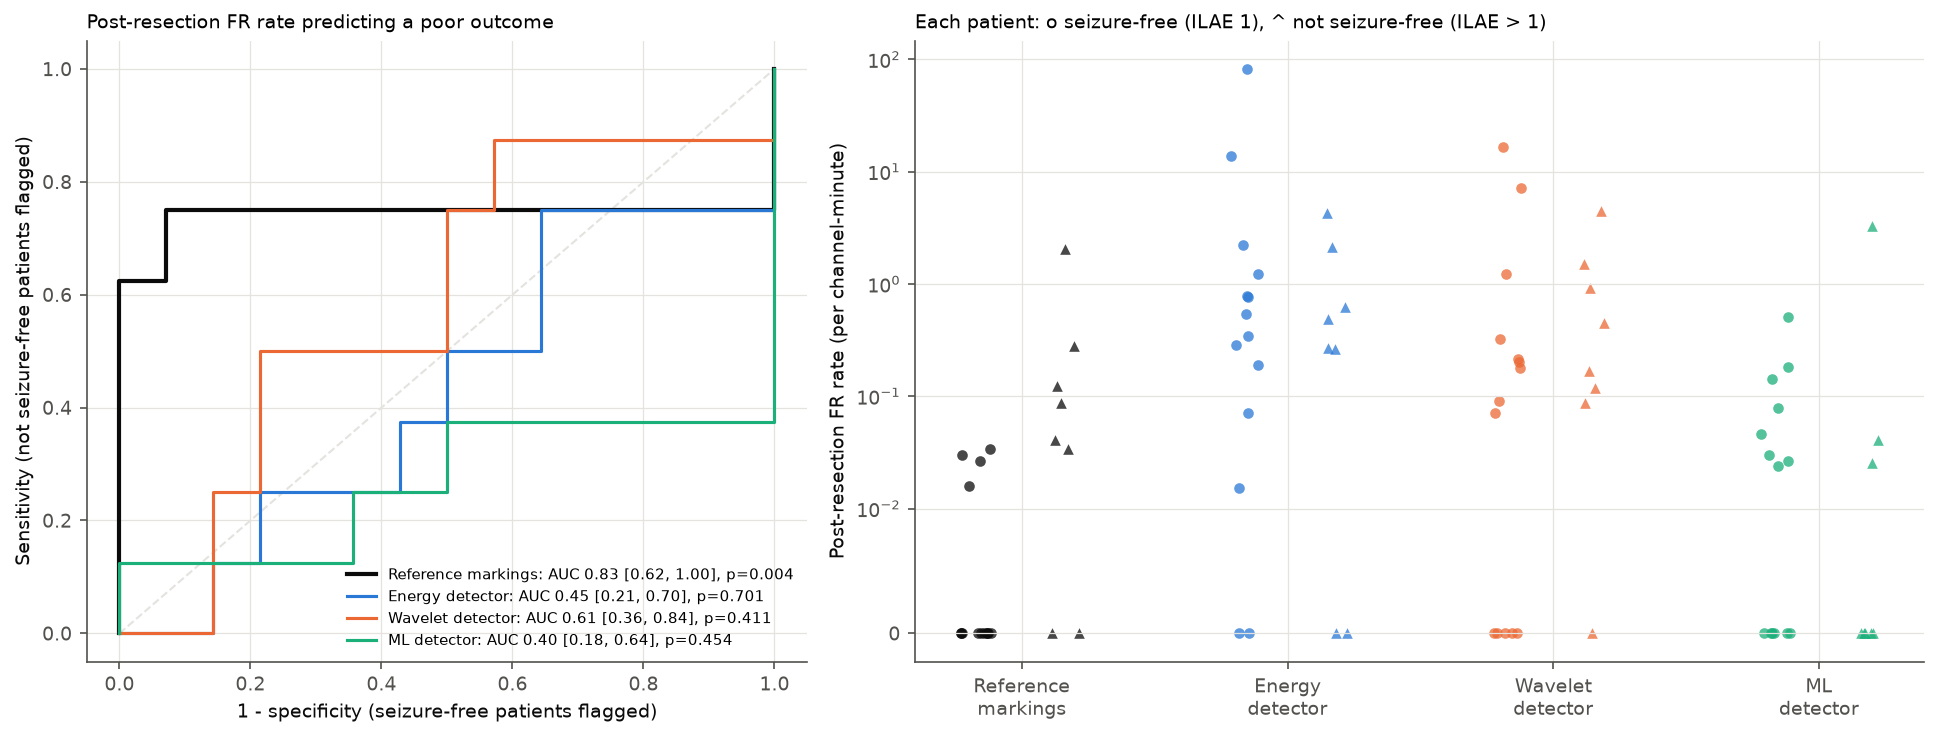 Post-resection FR rate predicting a poor outcome
Sensitivity (not seizure-free patients flagged)
1.0
0.8
0.6
0.4
0.2
0.0
Reference markings: AUC 0.83 [0.62, 1.00], p=0.004
Energy detector: AUC 0.45 [0.21, 0.70], p=0.701
Wavelet detector: AUC 0.61 [0.36, 0.84], p=0.411
ML detector: AUC 0.40 [0.18, 0.64], p=0.454
0.0 0.2 0.4 0.6 0.8 1.0
1 - specificity (seizure-free patients flagged)
Each patient: o seizure-free (ILAE 1), ^ not seizure-free (ILAE > 1)
Post-resection FR rate (per channel-minute)
10²
10¹
10⁰
10⁻¹
10⁻²
0
Reference
markings
Energy
detector
Wavelet
detector
ML
detector